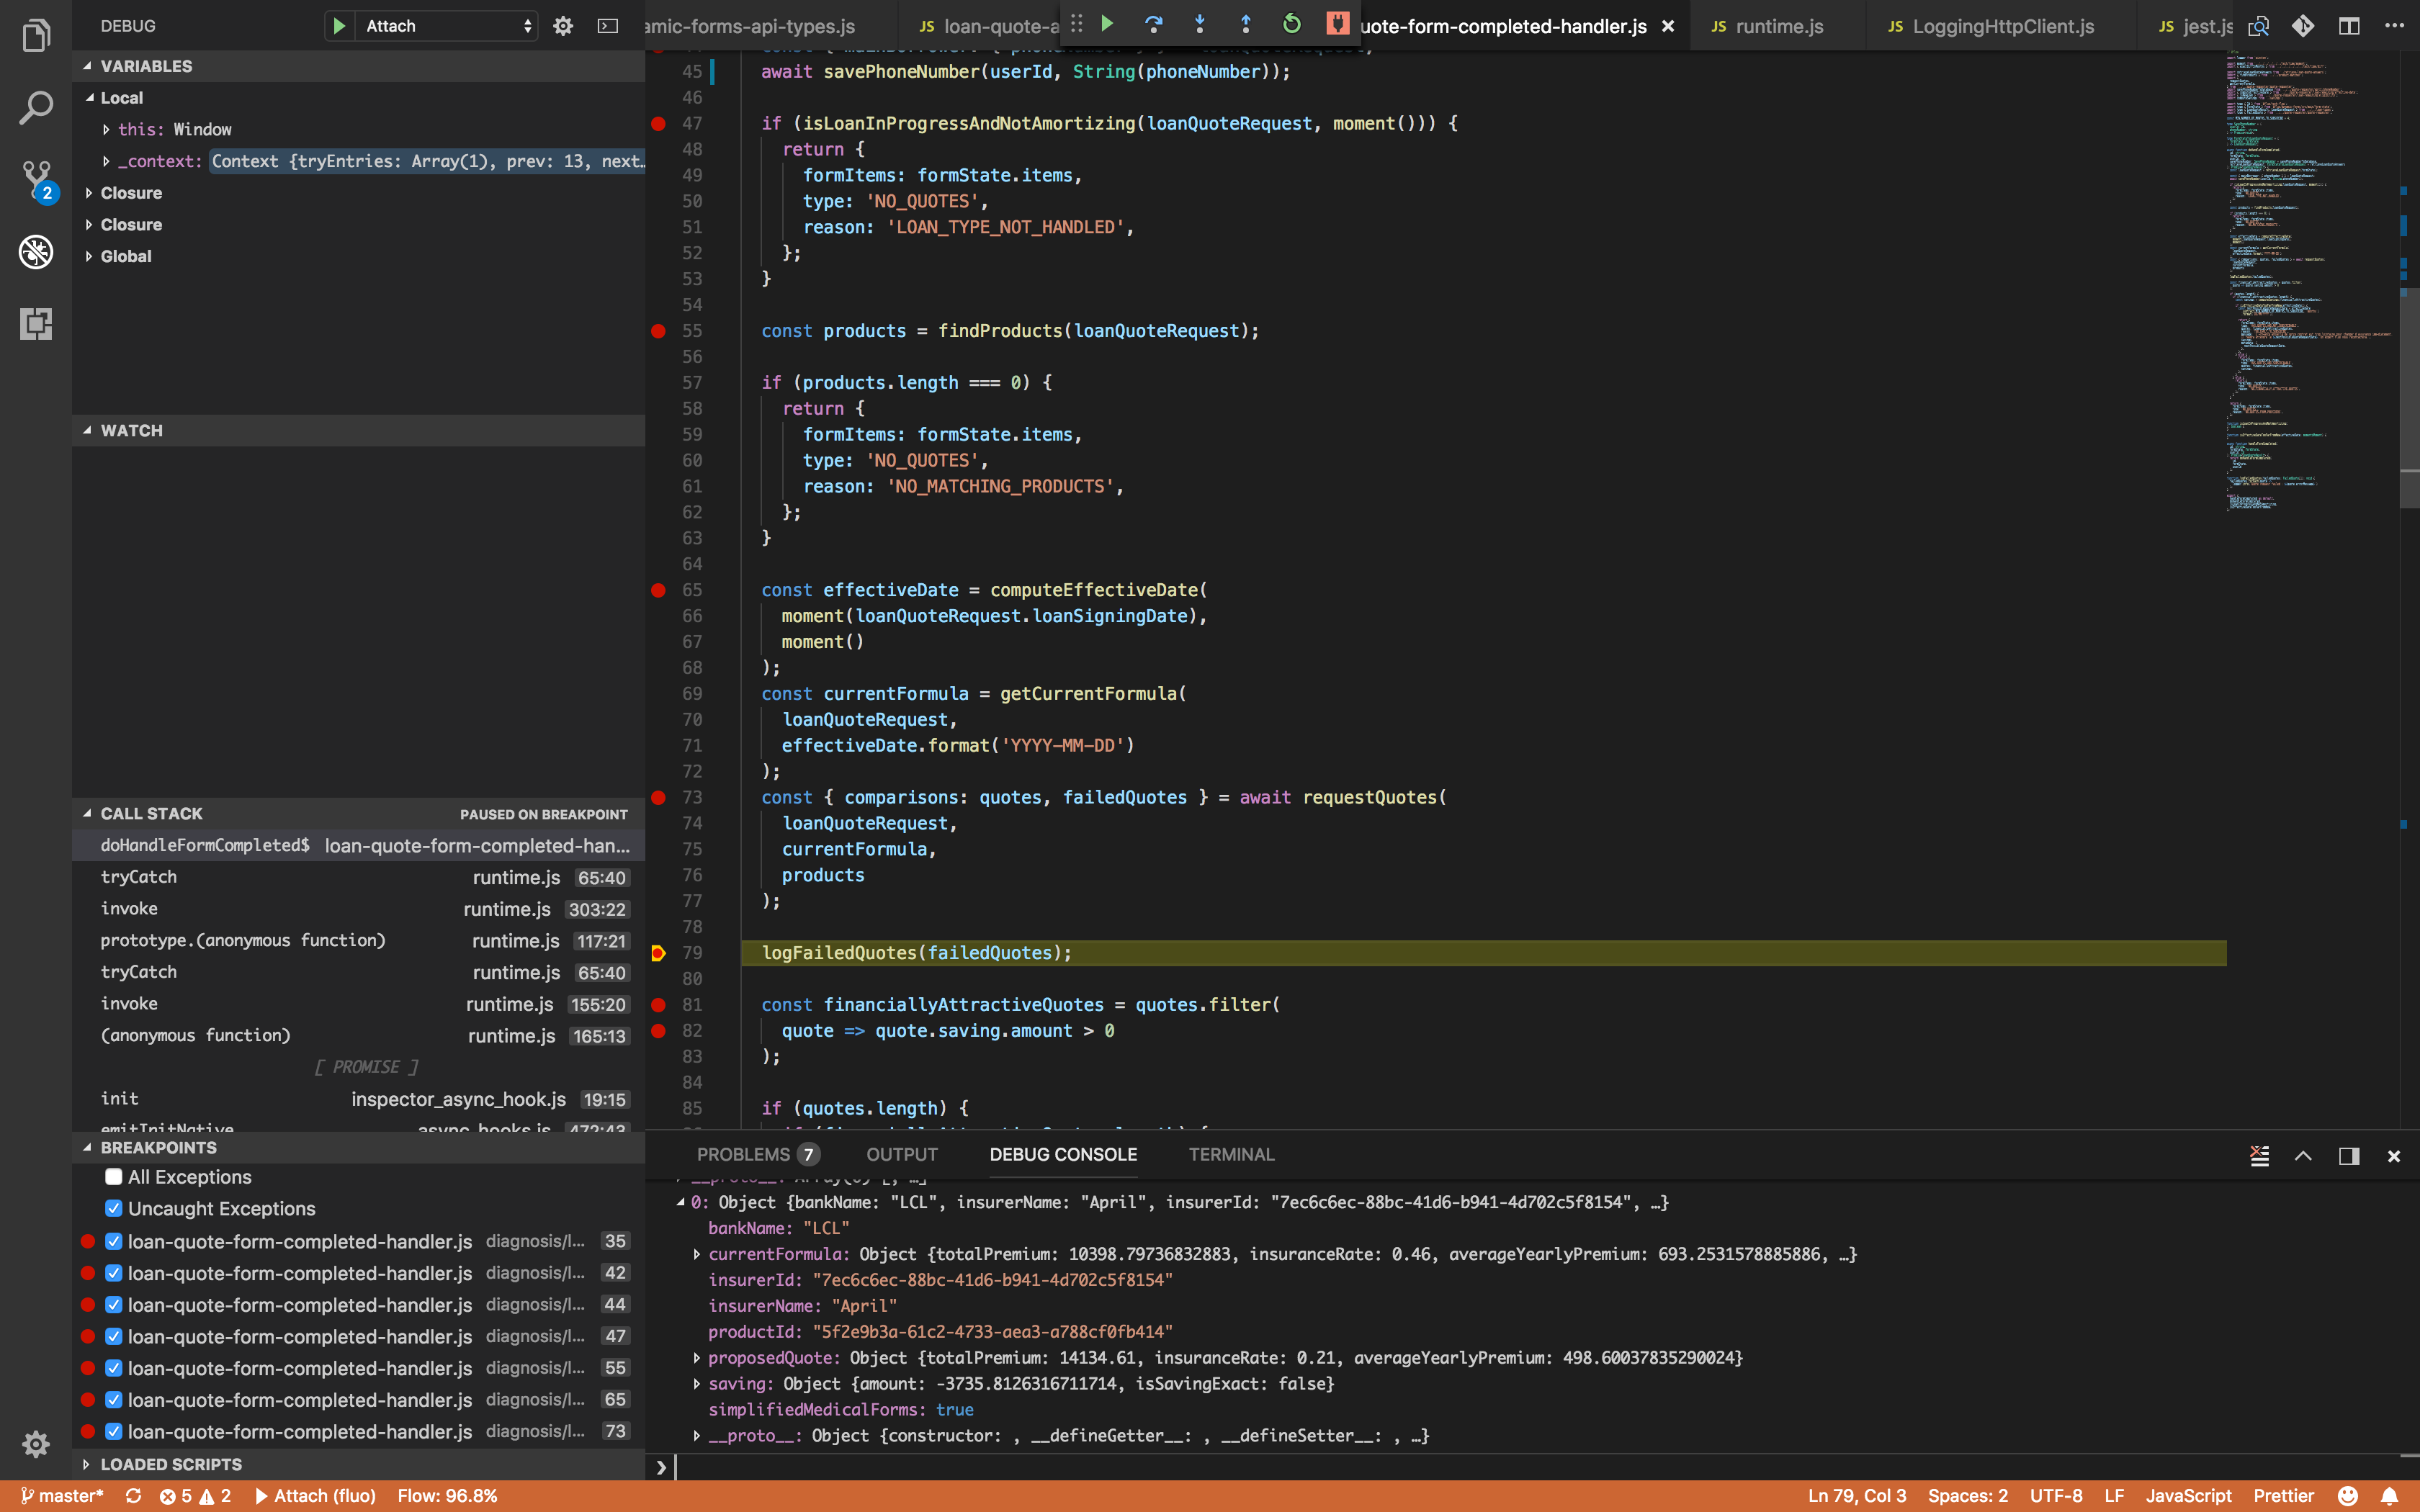 DEBUG
Attach
amic-forms-api-types.js
JS loan-quote-a
uote-form-completed-handler.js
JS runtime.js
JS LoggingHttpClient.js
JS jest.js
VARIABLES
Local
this: Window
_context: Context {tryEntries: Array(1), prev: 13, next…
Closure
Closure
Global
2
WATCH
CALL STACK PAUSED ON BREAKPOINT
doHandleFormCompleted$ loan-quote-form-completed-han...
tryCatch runtime.js 65:40
invoke runtime.js 303:22
prototype.(anonymous function) runtime.js 117:21
tryCatch runtime.js 65:40
invoke runtime.js 155:20
(anonymous function) runtime.js 165:13
[ PROMISE ]
init inspector_async_hook.js 19:15
emitInitNative async_hooks.js 472:43
BREAKPOINTS
All Exceptions
Uncaught Exceptions
loan-quote-form-completed-handler.js diagnosis/l... 35
loan-quote-form-completed-handler.js diagnosis/l... 42
loan-quote-form-completed-handler.js diagnosis/l... 44
loan-quote-form-completed-handler.js diagnosis/l... 47
loan-quote-form-completed-handler.js diagnosis/l... 55
loan-quote-form-completed-handler.js diagnosis/l... 65
loan-quote-form-completed-handler.js diagnosis/l... 73
LOADED SCRIPTS
45 await savePhoneNumber(userId, String(phoneNumber));
46
47 if (isLoanInProgressAndNotAmortizing(loanQuoteRequest, moment())) {
48 return {
49 formItems: formState.items,
50 type: 'NO_QUOTES',
51 reason: 'LOAN_TYPE_NOT_HANDLED',
52 };
53 }
54
55 const products = findProducts(loanQuoteRequest);
56
57 if (products.length === 0) {
58 return {
59 formItems: formState.items,
60 type: 'NO_QUOTES',
61 reason: 'NO_MATCHING_PRODUCTS',
62 };
63 }
64
65 const effectiveDate = computeEffectiveDate(
66 moment(loanQuoteRequest.loanSigningDate),
67 moment()
68 );
69 const currentFormula = getCurrentFormula(
70 loanQuoteRequest,
71 effectiveDate.format('YYYY-MM-DD')
72 );
73 const { comparisons: quotes, failedQuotes } = await requestQuotes(
74 loanQuoteRequest,
75 currentFormula,
76 products
77 );
78
79 logFailedQuotes(failedQuotes);
80
81 const financiallyAttractiveQuotes = quotes.filter(
82 quote => quote.saving.amount > 0
83 );
84
85 if (quotes.length) {
PROBLEMS 7 OUTPUT DEBUG CONSOLE TERMINAL
0: Object {bankName: "LCL", insurerName: "April", insurerId: "7ec6c6ec-88bc-41d6-b941-4d702c5f8154", …}
bankName: "LCL"
currentFormula: Object {totalPremium: 10398.79736832883, insuranceRate: 0.46, averageYearlyPremium: 693.2531578885886, …}
insurerId: "7ec6c6ec-88bc-41d6-b941-4d702c5f8154"
insurerName: "April"
productId: "5f2e9b3a-61c2-4733-aea3-a788cf0fb414"
proposedQuote: Object {totalPremium: 14134.61, insuranceRate: 0.21, averageYearlyPremium: 498.60037835290024}
saving: Object {amount: -3735.8126316711714, isSavingExact: false}
simplifiedMedicalForms: true
__proto__: Object {constructor: , __defineGetter__: , __defineSetter__: , …}
master* 5 2 Attach (fluo) Flow: 96.8% Ln 79, Col 3 Spaces: 2 UTF-8 LF JavaScript Prettier